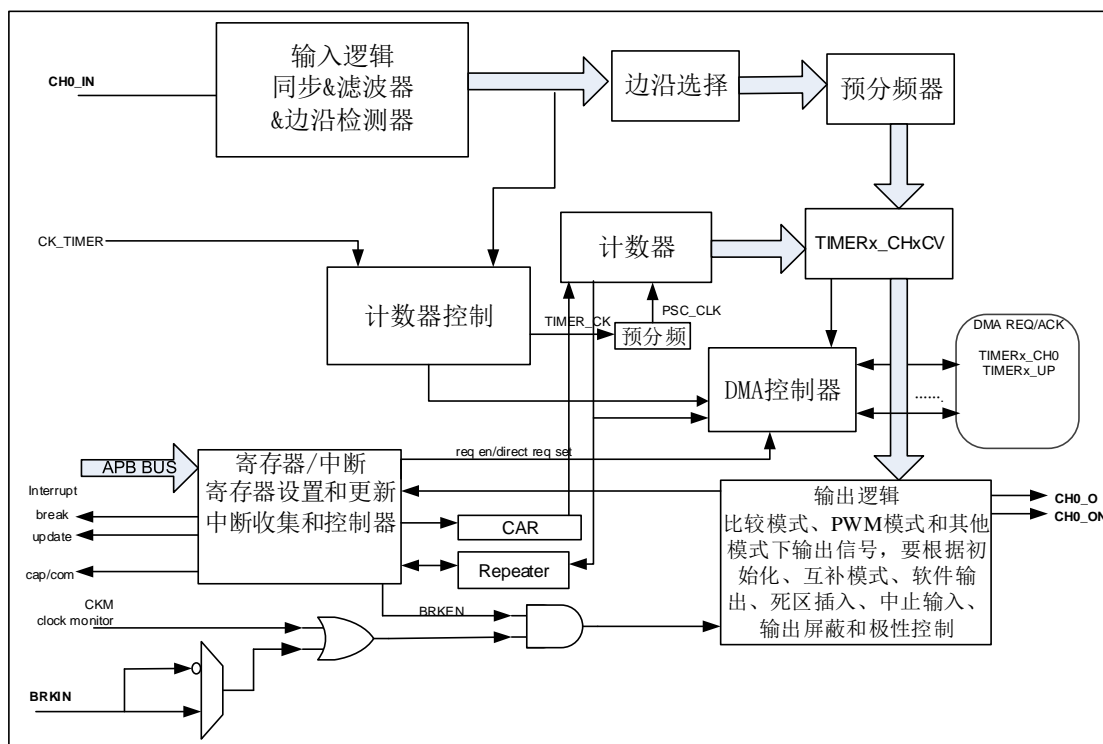 CH0_IN
输入逻辑
同步&滤波器
&边沿检测器
边沿选择
预分频器
CK_TIMER
计数器控制
计数器
TIMERx_CHxCV
TIMER_CK
PSC_CLK
预分频
DMA控制器
DMA REQ/ACK
TIMERx_CH0
TIMERx_UP
…….
APB BUS
Interrupt
break
update
cap/com
寄存器/中断
寄存器设置和更新
中断收集和控制器
req en/direct req set
CAR
Repeater
输出逻辑
比较模式、PWM模式和其他
模式下输出信号,要根据初
始化、互补模式、软件输
出、死区插入、中止输入、
输出屏蔽和极性控制
CH0_O
CH0_ON
CKM
clock monitor
BRKEN
BRKIN